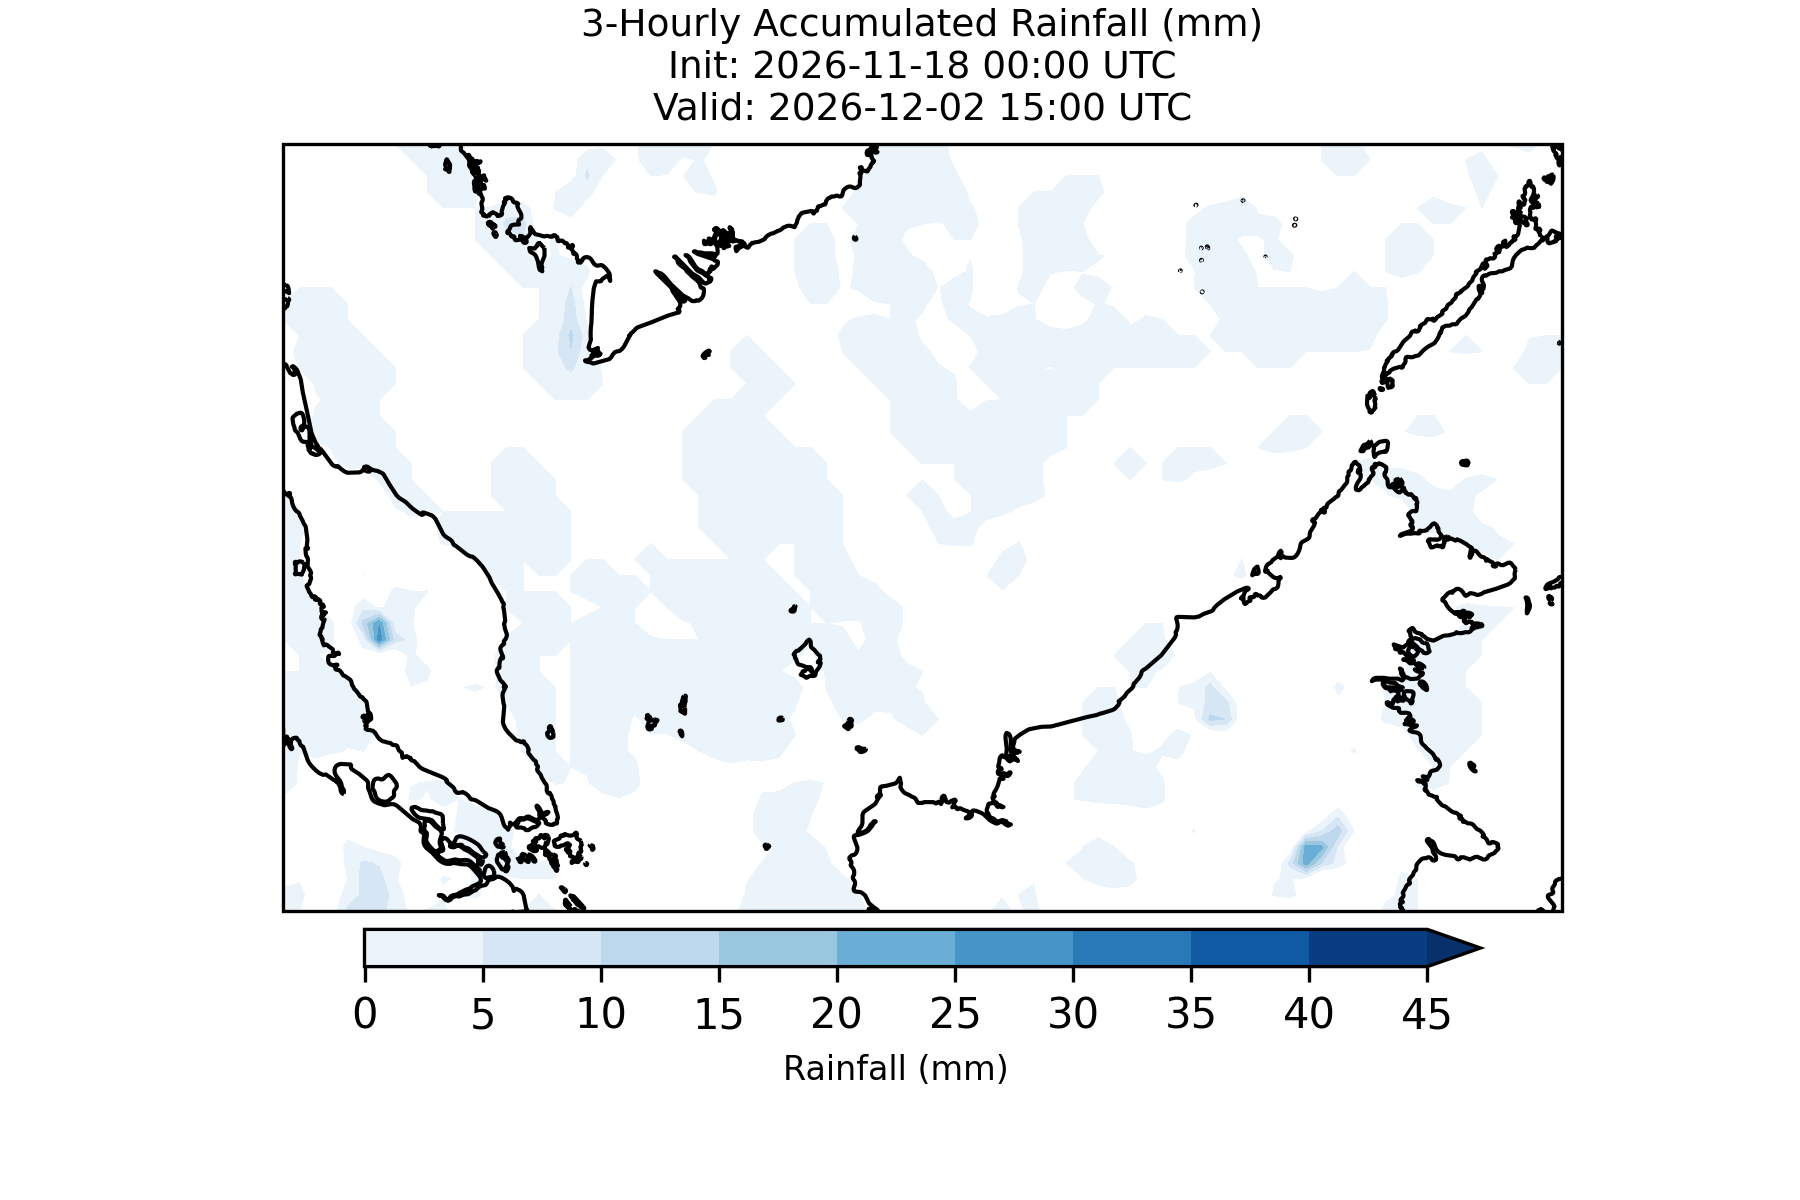 3-Hourly Accumulated Rainfall (mm)
Init: 2026-11-18 00:00 UTC
Valid: 2026-12-02 15:00 UTC
0 5 10 15 20 25 30 35 40 45
Rainfall (mm)